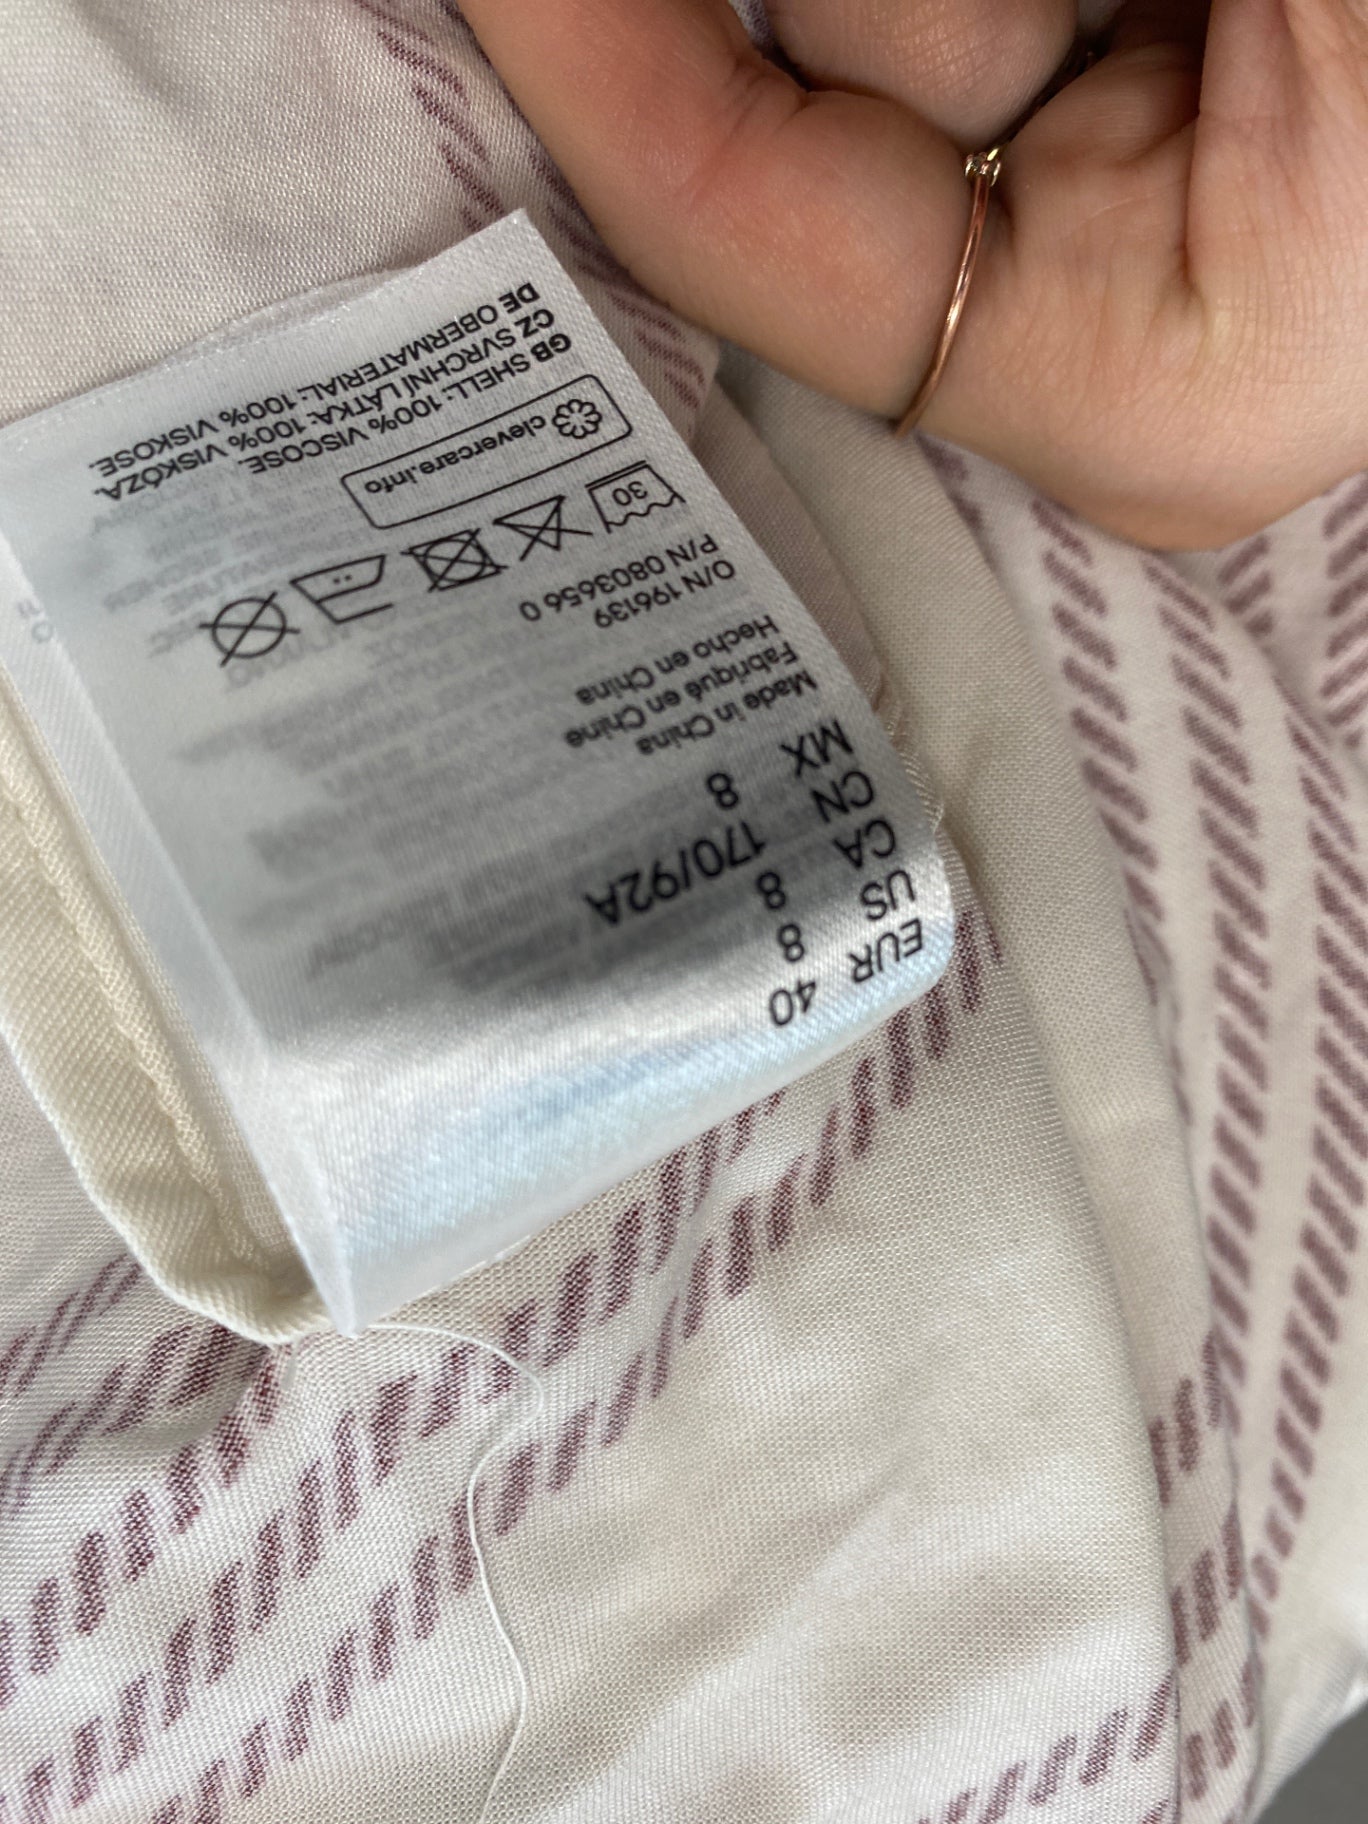 EUR 40
US 8
CA 8
CN 170/92A
MX 8
Made in China
Fabriqué en Chine
Hecho en China
O/N 196139
P/N 0803656 0
30
clevercare.info
GB SHELL: 100% VISCOSE.
CZ SVRCHNÍ LÁTKA: 100% VISKÓZA.
DE OBERMATERIAL: 100% VISKOSE.